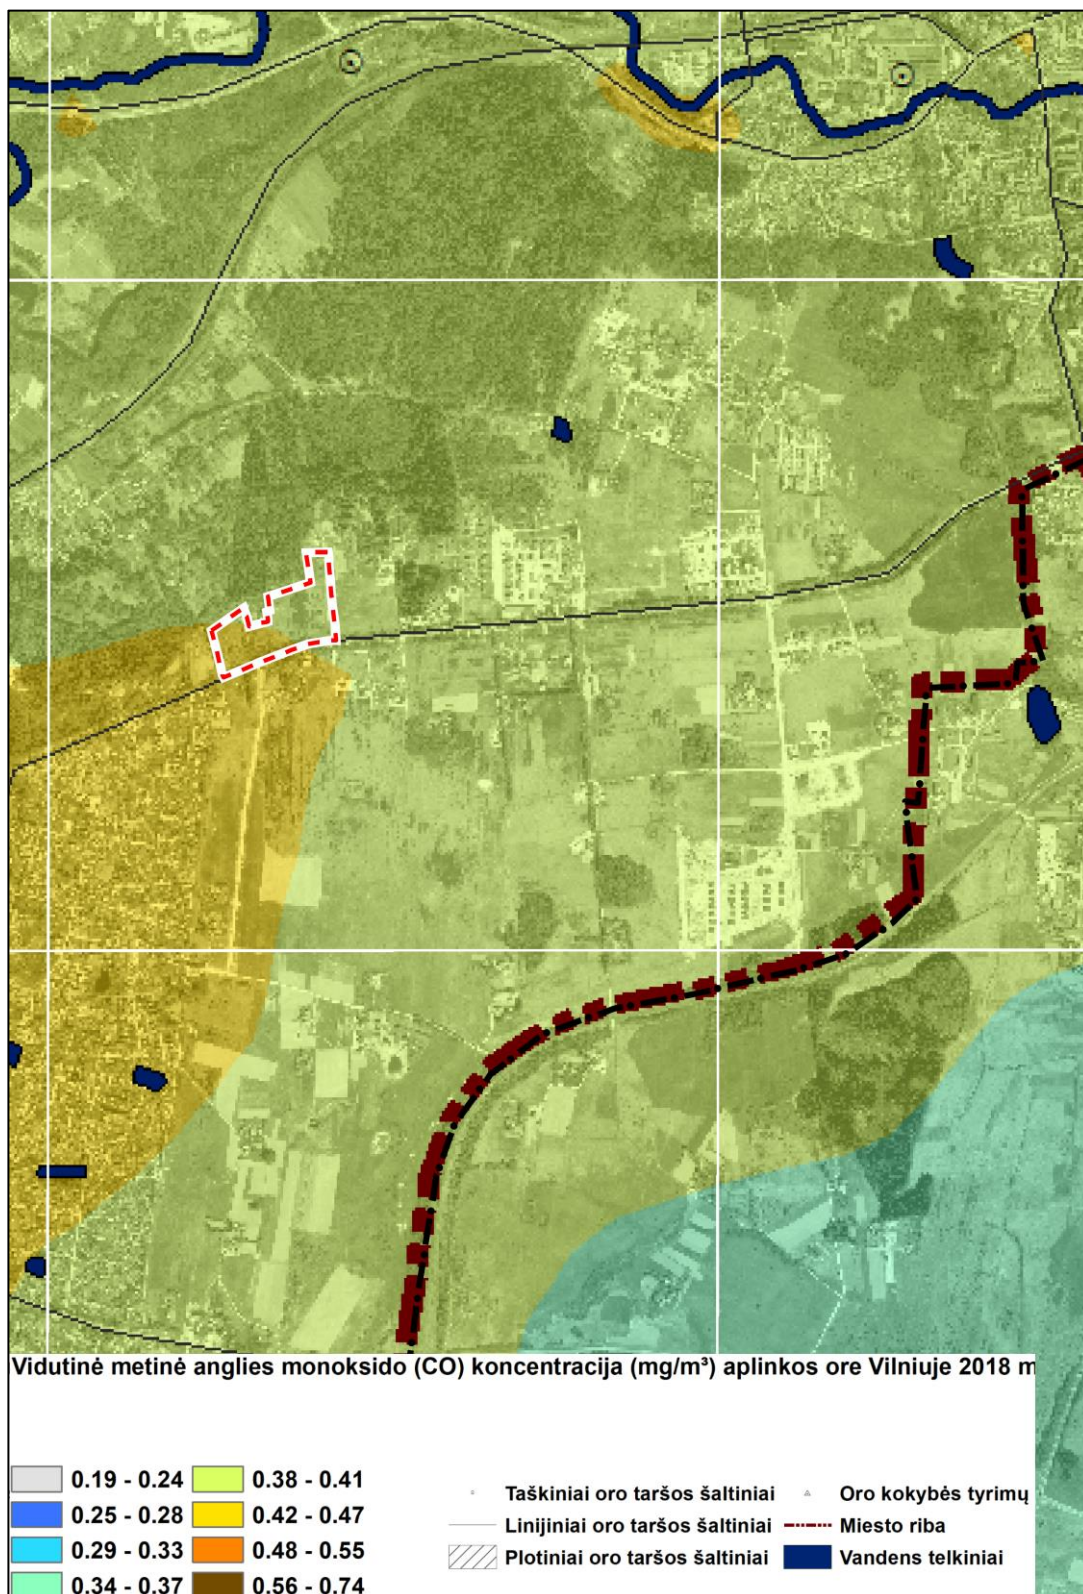 Vidutinė metinė anglies monoksido (CO) koncentracija (mg/m³) aplinkos ore Vilniuje 2018 m
0.19 - 0.24
0.25 - 0.28
0.29 - 0.33
0.34 - 0.37
0.38 - 0.41
0.42 - 0.47
0.48 - 0.55
0.56 - 0.74
Taškiniai oro taršos šaltiniai
Linijiniai oro taršos šaltiniai
Plotiniai oro taršos šaltiniai
Oro kokybės tyrimų
Miesto riba
Vandens telkiniai